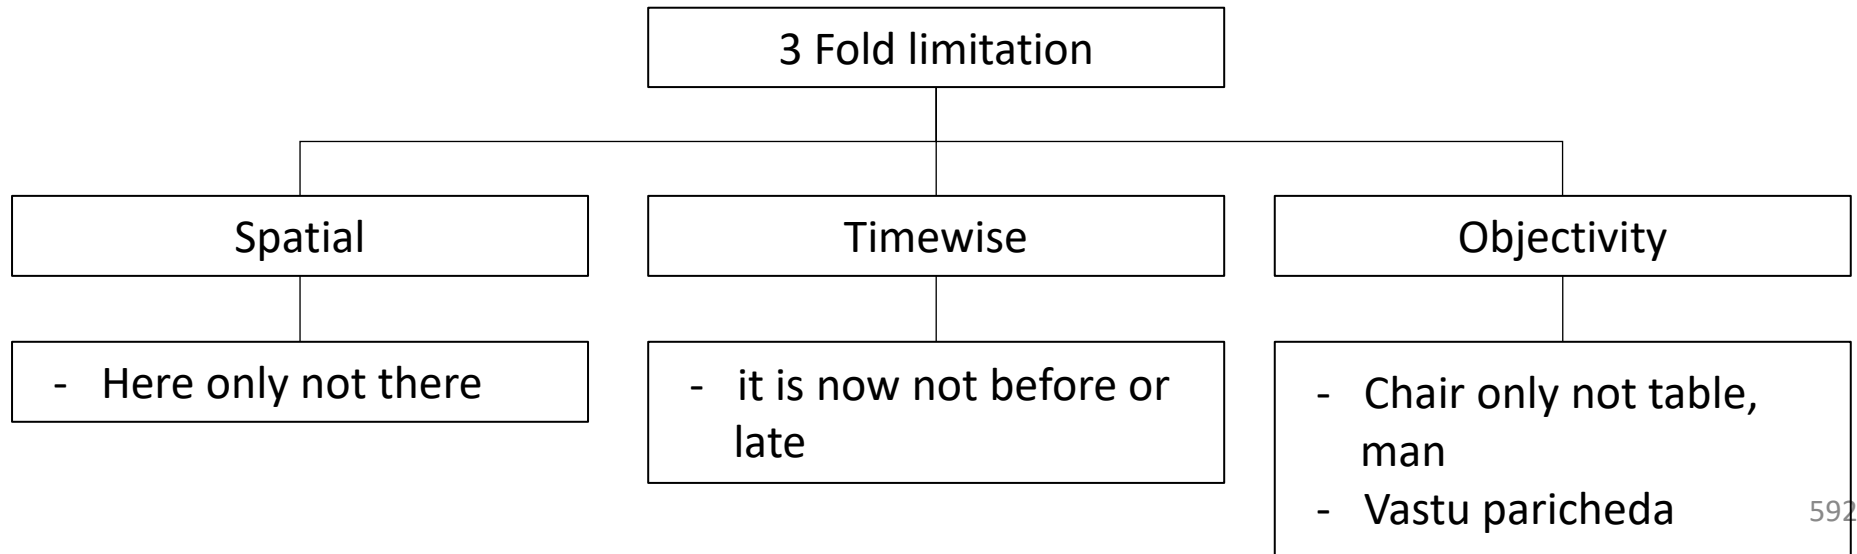 3 Fold limitation
Spatial
Timewise
Objectivity
- Here only not there
- it is now not before or
late
- Chair only not table,
man
- Vastu paricheda
592